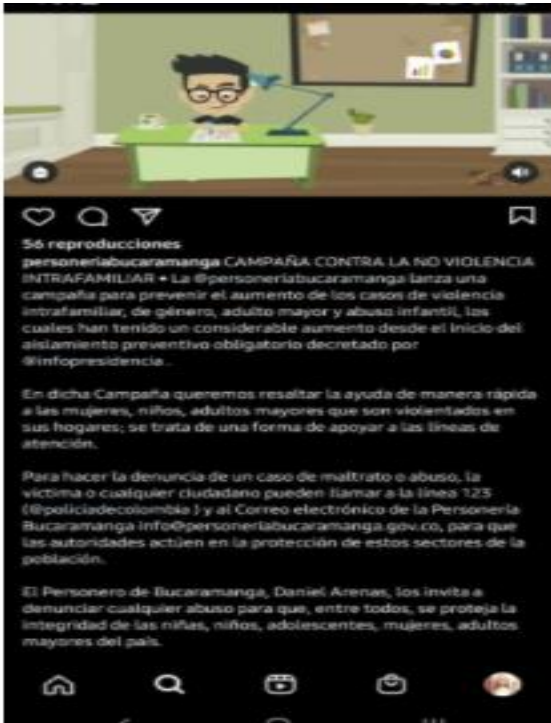 56 reproducciones
personeriabucaramanga CAMPAÑA CONTRA LA NO VIOLENCIA
INTRAFAMILIAR • La @personeriabucaramanga lanza una
campaña para prevenir el aumento de los casos de violencia
intrafamiliar, de género, adulto mayor y abuso infantil, los
cuales han tenido un considerable aumento desde el inicio del
aislamiento preventivo obligatorio decretado por
@infopresidencia .
En dicha Campaña queremos resaltar la ayuda de manera rápida
a las mujeres, niños, adultos mayores que son violentados en
sus hogares; se trata de una forma de apoyar a las líneas de
atención.
Para hacer la denuncia de un caso de maltrato o abuso, la
víctima o cualquier ciudadano pueden llamar a la línea 123
(@policiadecolombia ) y al Correo electrónico de la Personería
Bucaramanga info@personeriabucaramanga.gov.co, para que
las autoridades actúen en la protección de estos sectores de la
población.
El Personero de Bucaramanga, Daniel Arenas, los invita a
denunciar cualquier abuso para que, entre todos, se proteja la
integridad de las niñas, niños, adolescentes, mujeres, adultos
mayores del país.